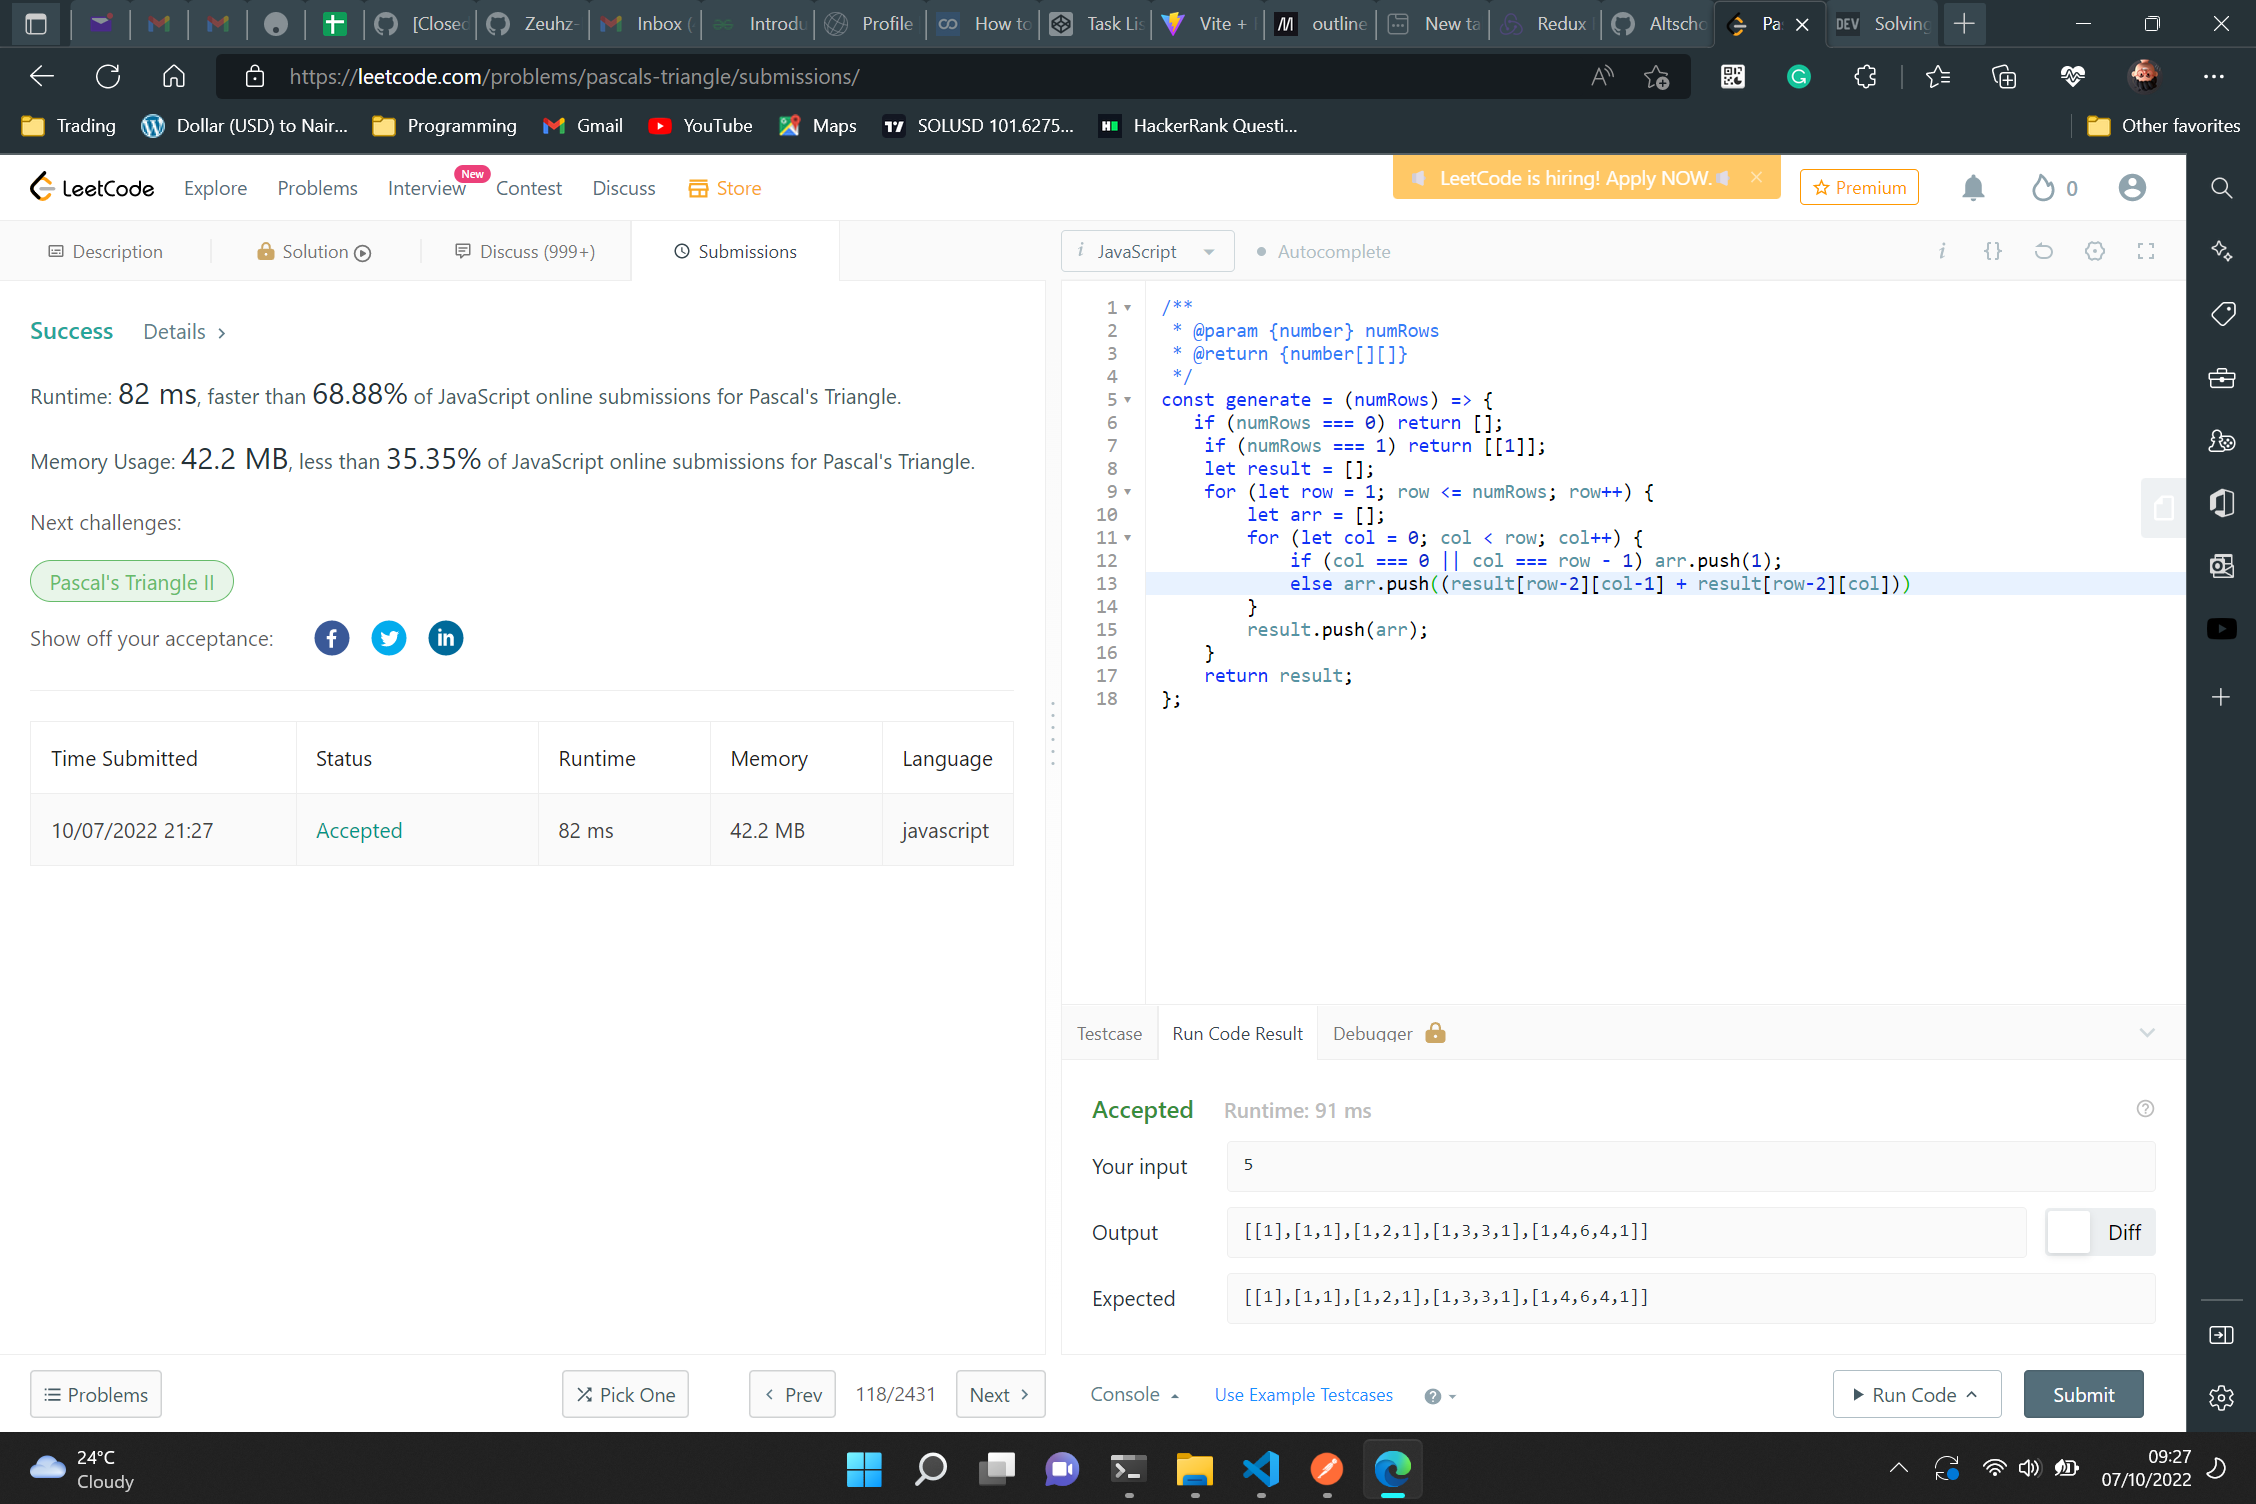 [Closed
Zeuhz-
Inbox (
Introdu
Profile
How to
Task Lis
Vite +
outline
New ta
Redux
Altscho
Pa
Solving
https://leetcode.com/problems/pascals-triangle/submissions/
Trading
Dollar (USD) to Nair...
Programming
Gmail
YouTube
Maps
SOLUSD 101.6275...
HackerRank Questi...
Other favorites
LeetCode
Explore
Problems
Interview
New
Contest
Discuss
Store
LeetCode is hiring! Apply NOW.
Premium
0
Description
Solution
Discuss (999+)
Submissions
i JavaScript
Autocomplete
Success Details
Runtime: 82 ms, faster than 68.88% of JavaScript online submissions for Pascal's Triangle.
Memory Usage: 42.2 MB, less than 35.35% of JavaScript online submissions for Pascal's Triangle.
Next challenges:
Pascal's Triangle II
Show off your acceptance:
Time Submitted Status Runtime Memory Language
10/07/2022 21:27 Accepted 82 ms 42.2 MB javascript
1 /**
2 * @param {number} numRows
3 * @return {number[][]}
4 */
5 const generate = (numRows) => {
6 if (numRows === 0) return [];
7 if (numRows === 1) return [[1]];
8 let result = [];
9 for (let row = 1; row <= numRows; row++) {
10 let arr = [];
11 for (let col = 0; col < row; col++) {
12 if (col === 0 || col === row - 1) arr.push(1);
13 else arr.push((result[row-2][col-1] + result[row-2][col]))
14 }
15 result.push(arr);
16 }
17 return result;
18 };
Testcase
Run Code Result
Debugger
Accepted Runtime: 91 ms
Your input 5
Output [[1],[1,1],[1,2,1],[1,3,3,1],[1,4,6,4,1]]
Diff
Expected [[1],[1,1],[1,2,1],[1,3,3,1],[1,4,6,4,1]]
Problems
Pick One
Prev
118/2431
Next
Console
Use Example Testcases
Run Code
Submit
24°C
Cloudy
09:27
07/10/2022